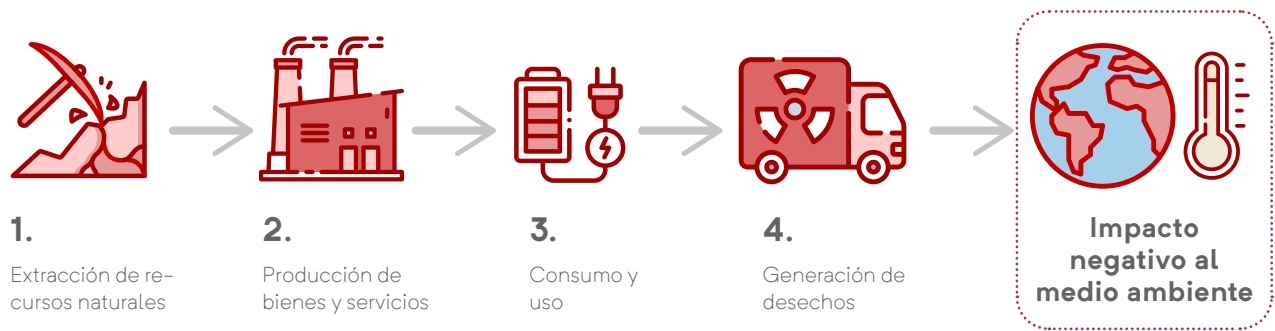 1.
Extracción de re-
cursos naturales
2.
Producción de
bienes y servicios
3.
Consumo y
uso
4.
Generación de
desechos
Impacto
negativo al
medio ambiente